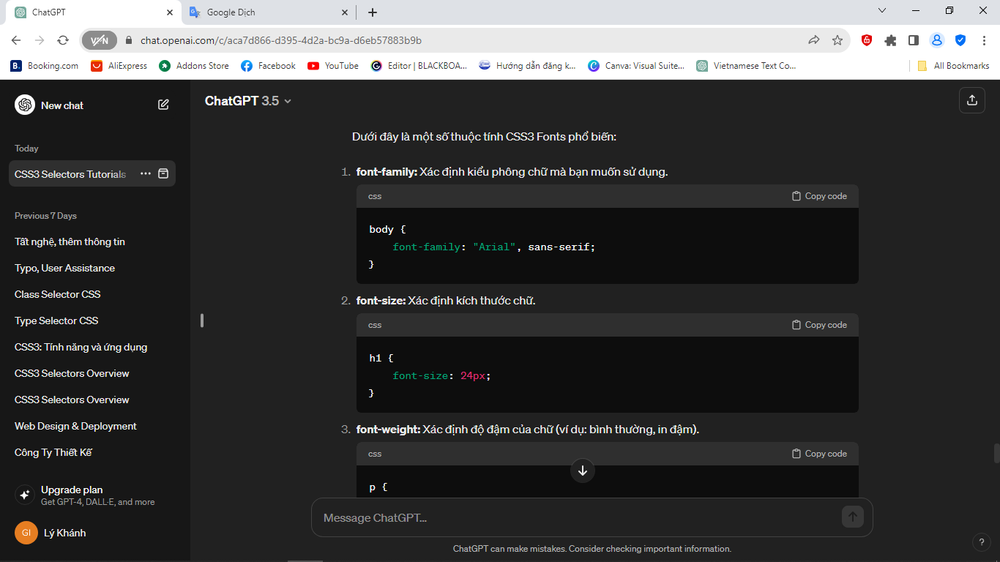 ChatGPT
Google Dịch
VPN
chat.openai.com/c/aca7d866-d395-4d2a-bc9a-d6eb57883b9b
B. Booking.com
AliExpress
Addons Store
Facebook
YouTube
Editor | BLACKBOA...
Hướng dẫn đăng k...
Canva: Visual Suite...
Vietnamese Text Co...
All Bookmarks
New chat
Today
CSS3 Selectors Tutorials
Previous 7 Days
Tất nghệ, thêm thông tin
Typo, User Assistance
Class Selector CSS
Type Selector CSS
CSS3: Tính năng và ứng dụng
CSS3 Selectors Overview
CSS3 Selectors Overview
Web Design & Deployment
Công Ty Thiết Kế
Upgrade plan
Get GPT-4, DALL·E, and more
GI Lý Khánh
ChatGPT 3.5
Dưới đây là một số thuộc tính CSS3 Fonts phổ biến:
1. font-family: Xác định kiểu phông chữ mà bạn muốn sử dụng.
css Copy code
body {
font-family: "Arial", sans-serif;
}
2. font-size: Xác định kích thước chữ.
css Copy code
h1 {
font-size: 24px;
}
3. font-weight: Xác định độ đậm của chữ (ví dụ: bình thường, in đậm).
css Copy code
p {
Message ChatGPT...
ChatGPT can make mistakes. Consider checking important information.
?